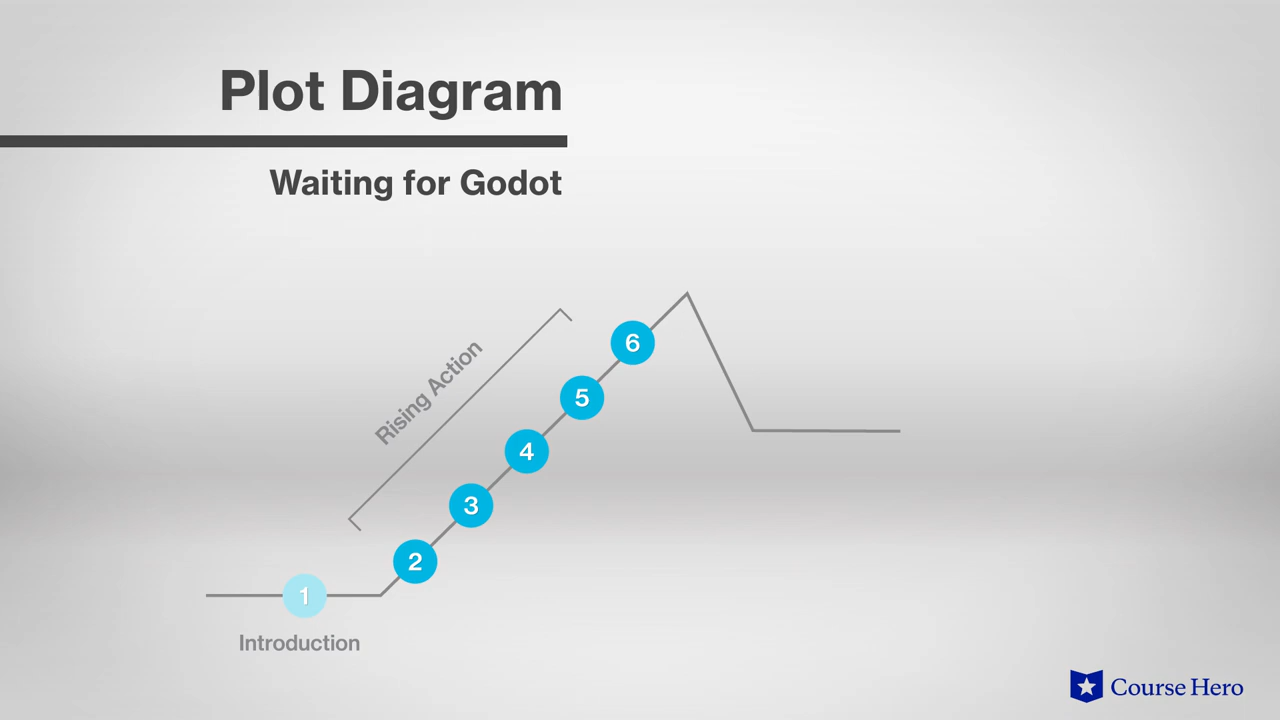 Plot Diagram
Waiting for Godot
Rising Action
6
5
4
3
2
1
Introduction
Course Hero